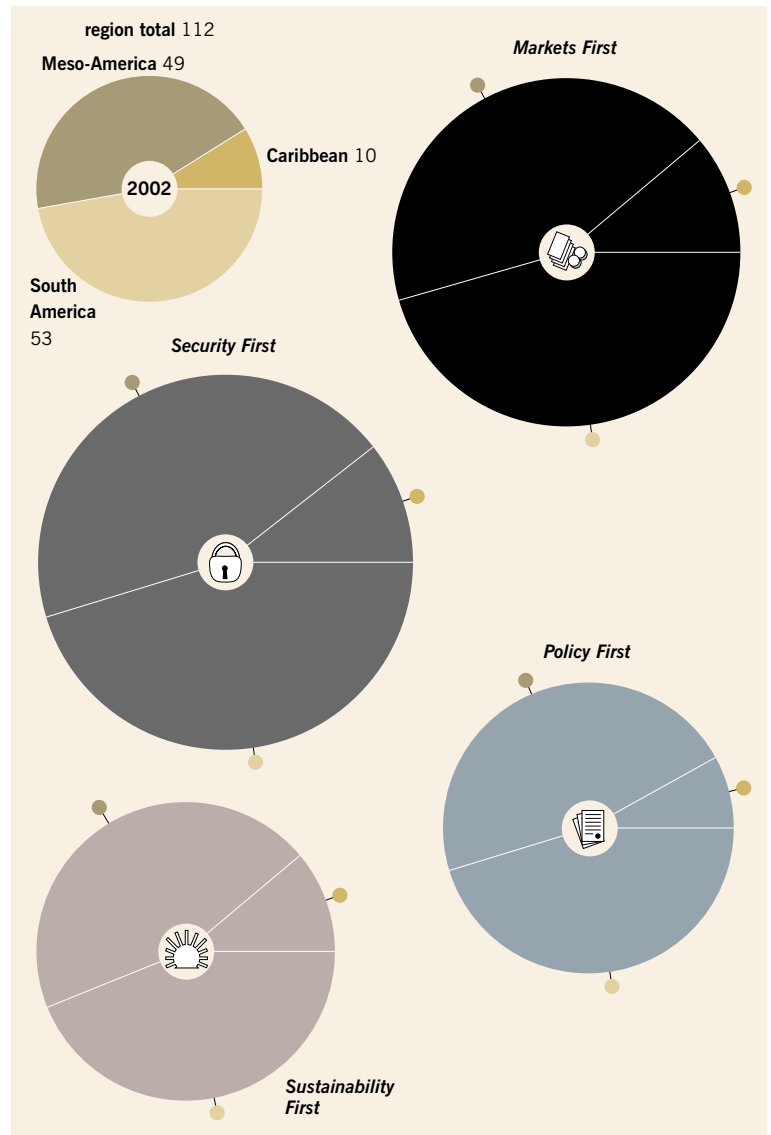 region total 112
Meso-America 49
Caribbean 10
2002
South
America
53
Markets First
Security First
Policy First
Sustainability
First